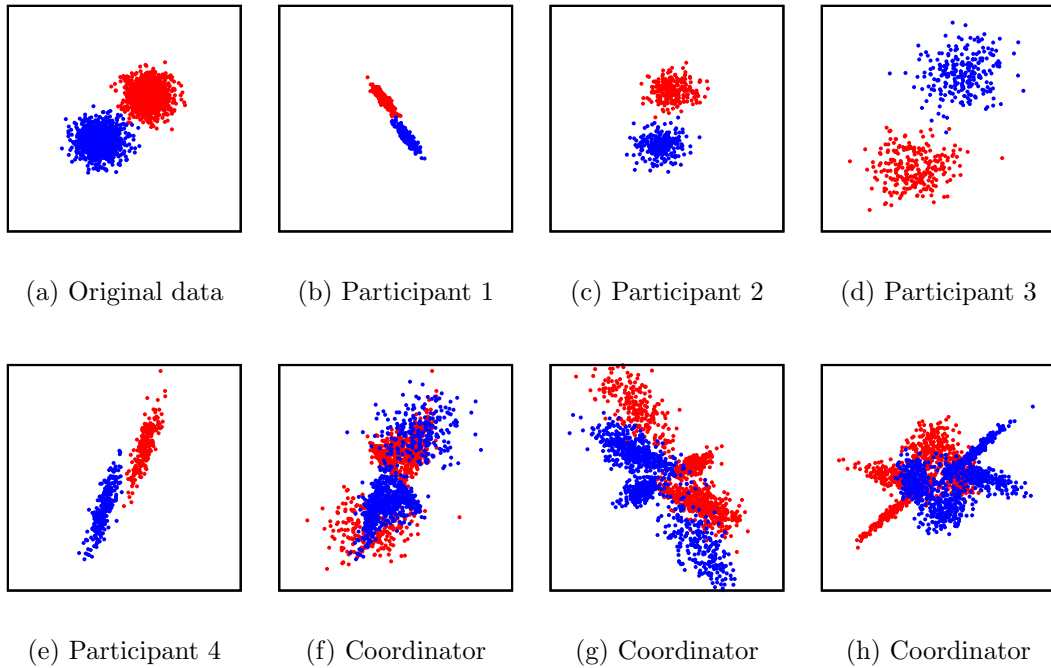 (a) Original data
(b) Participant 1
(c) Participant 2
(d) Participant 3
(e) Participant 4
(f) Coordinator
(g) Coordinator
(h) Coordinator